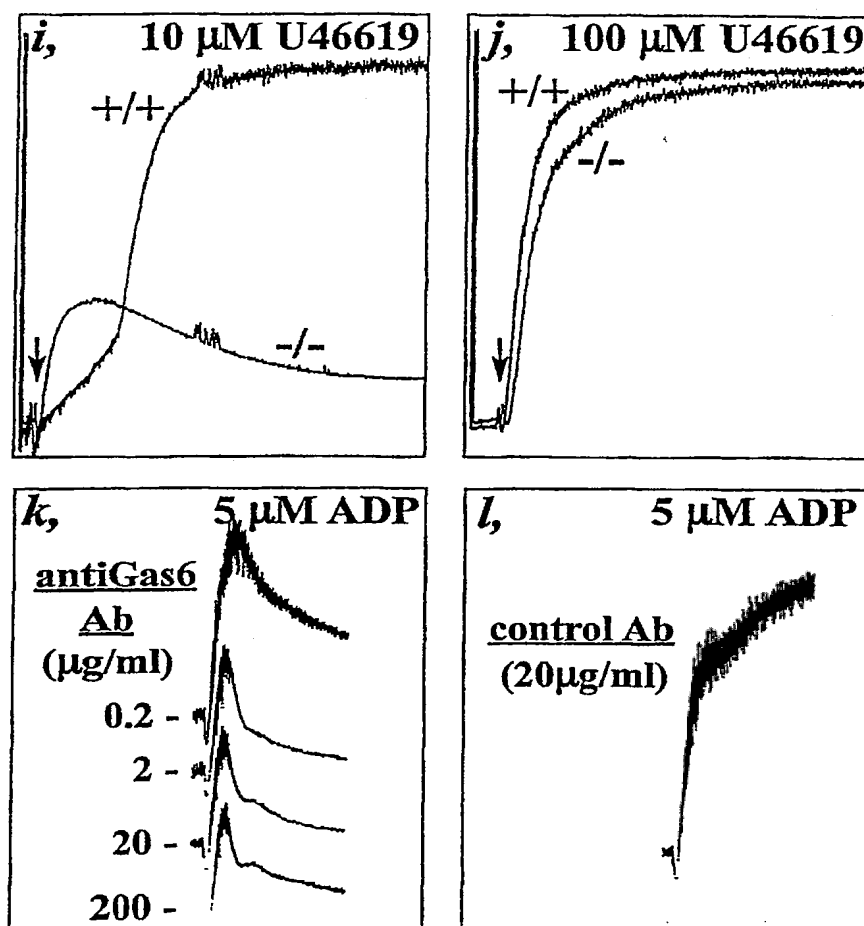 i, 10 µM U46619
+/+
-/-
j, 100 µM U46619
+/+
-/-
k, 5 µM ADP
antiGas6
Ab
(µg/ml)
0.2 -
2 -
20 -
200 -
l, 5 µM ADP
control Ab
(20µg/ml)